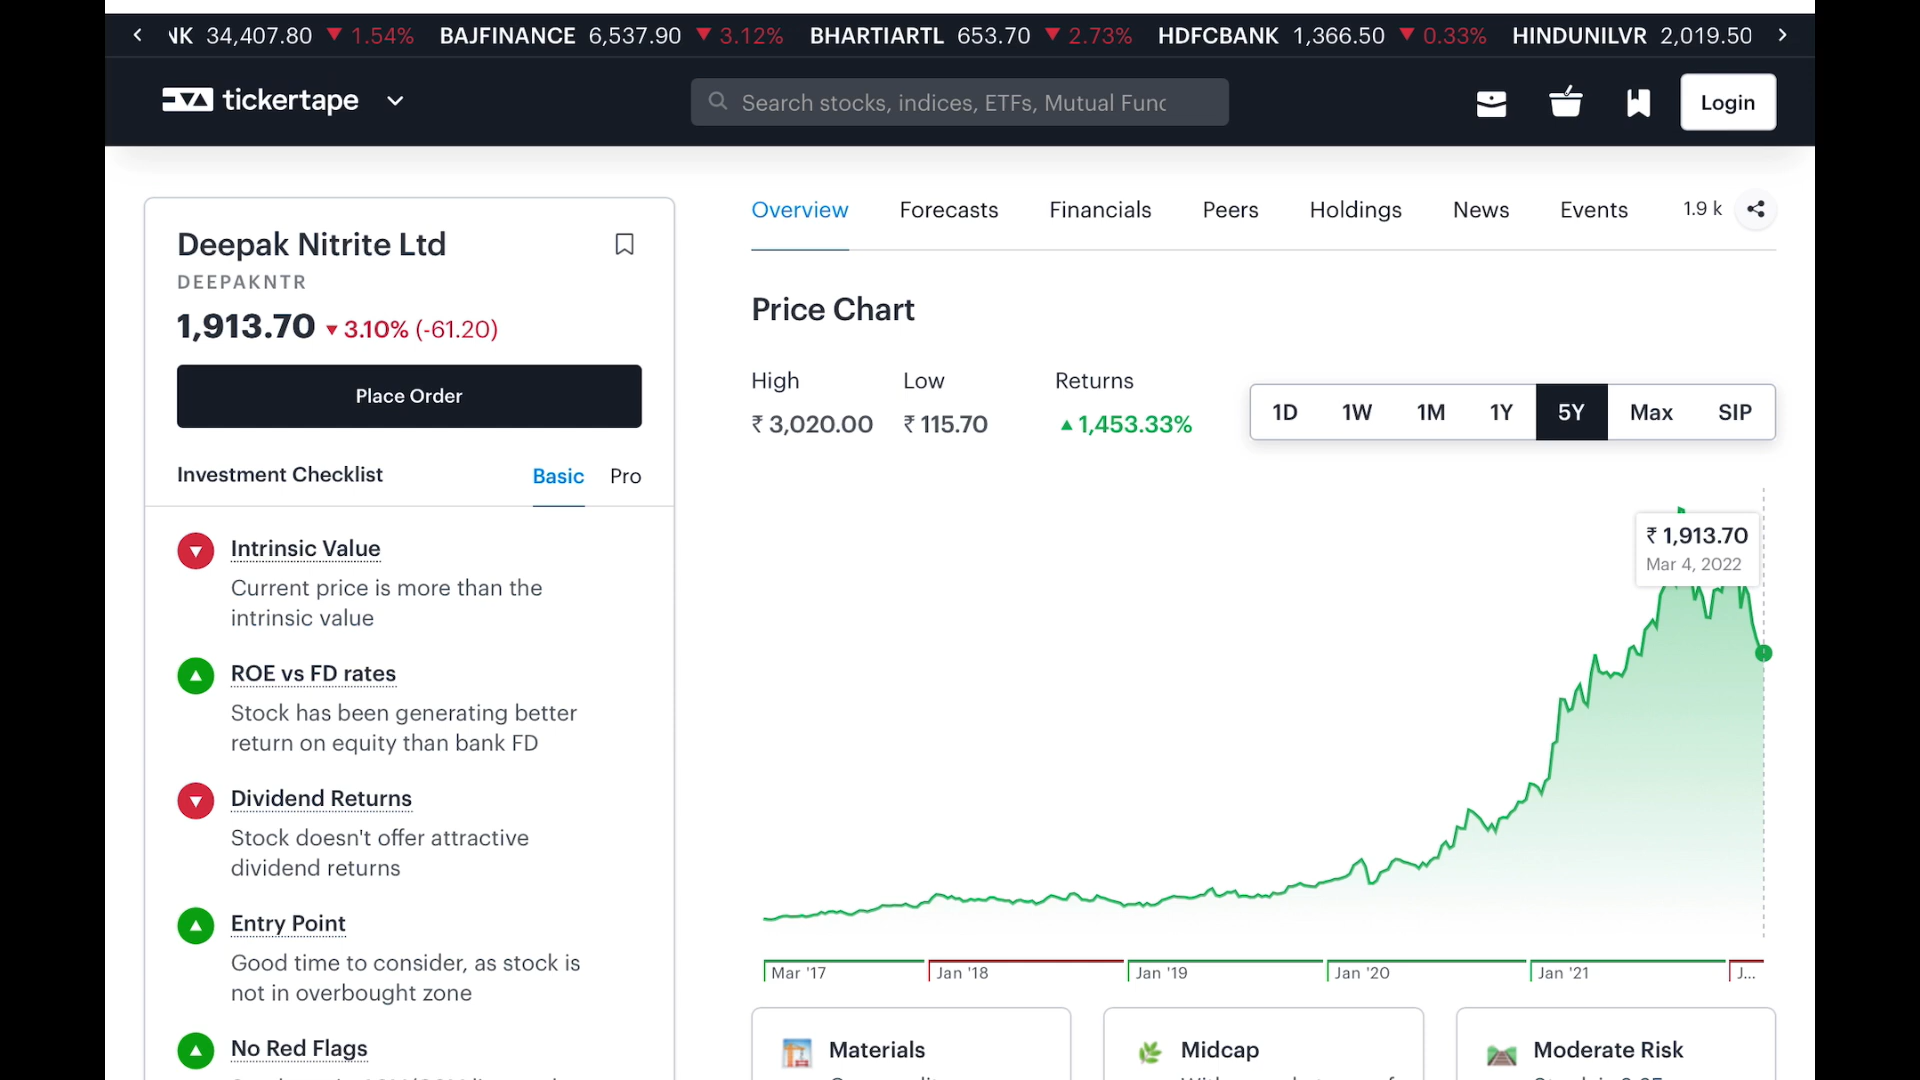 NK 34,407.80 ▼ 1.54% BAJFINANCE 6,537.90 ▼ 3.12% BHARTIARTL 653.70 ▼ 2.73% HDFCBANK 1,366.50 ▼ 0.33% HINDUNILVR 2,019.50
tickertape
Search stocks, indices, ETFs, Mutual Func
Login
Deepak Nitrite Ltd
DEEPAKNTR
1,913.70 ▼ 3.10% (-61.20)
Place Order
Investment Checklist Basic Pro
Intrinsic Value
Current price is more than the
intrinsic value
ROE vs FD rates
Stock has been generating better
return on equity than bank FD
Dividend Returns
Stock doesn't offer attractive
dividend returns
Entry Point
Good time to consider, as stock is
not in overbought zone
No Red Flags
Overview Forecasts Financials Peers Holdings News Events 1.9 k
Price Chart
High Low Returns
₹ 3,020.00 ₹ 115.70 ▲ 1,453.33%
1D 1W 1M 1Y 5Y Max SIP
₹ 1,913.70
Mar 4, 2022
Mar '17 Jan '18 Jan '19 Jan '20 Jan '21 J...
Materials Midcap Moderate Risk